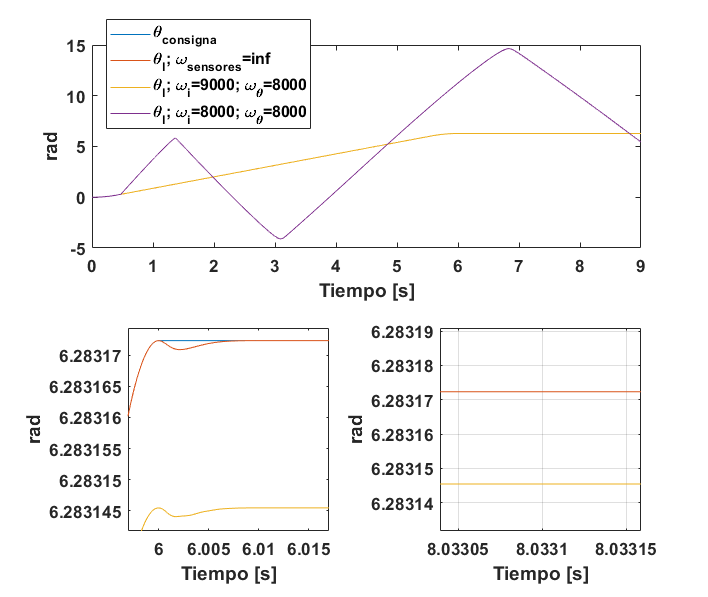 θconsigna
θl; ωsensores=inf
θl; ωi=9000; ωθ=8000
θl; ωi=8000; ωθ=8000
15
10
5
0
-5
rad
0 1 2 3 4 5 6 7 8 9
Tiempo [s]
6.28317
6.283165
6.28316
6.283155
6.28315
6.283145
rad
6 6.005 6.01 6.015
Tiempo [s]
6.28319
6.28318
6.28317
6.28316
6.28315
6.28314
rad
8.03305 8.0331 8.03315
Tiempo [s]